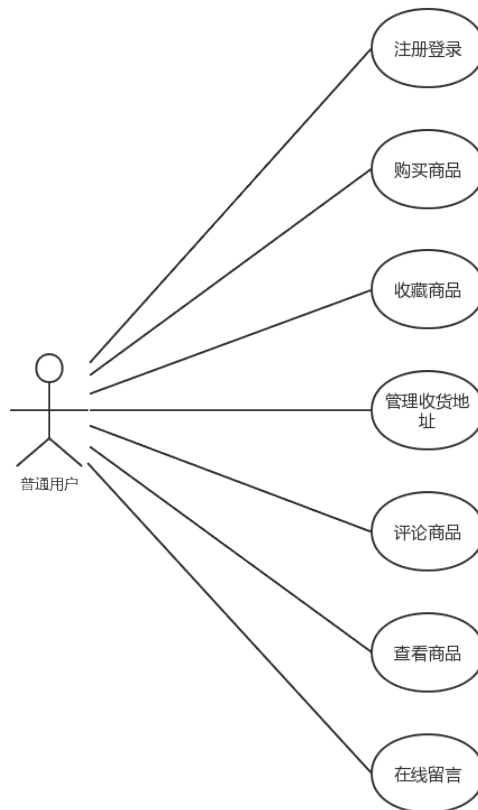 注册登录
购买商品
收藏商品
管理收货地
址
普通用户
评论商品
查看商品
在线留言